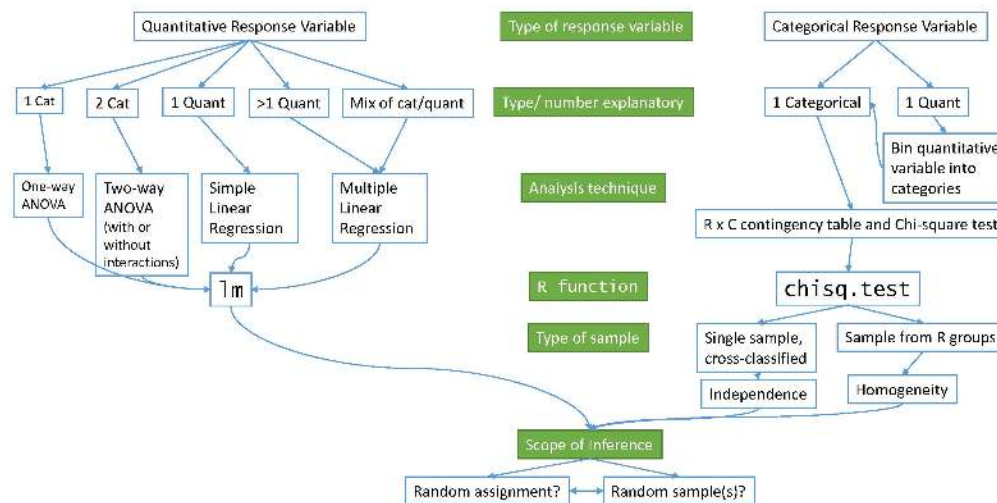 Quantitative Response Variable
Type of response variable
Categorical Response Variable
1 Cat
2 Cat
1 Quant
>1 Quant
Mix of cat/quant
Type/ number explanatory
1 Categorical
1 Quant
Bin quantitative
variable into
categories
One-way
ANOVA
Two-way
ANOVA
(with or
without
interactions)
Simple
Linear
Regression
Multiple
Linear
Regression
Analysis technique
R x C contingency table and Chi-square test
lm
R function
chisq.test
Type of sample
Single sample,
cross-classified
Sample from R groups
Independence
Homogeneity
Scope of Inference
Random assignment?
Random sample(s)?